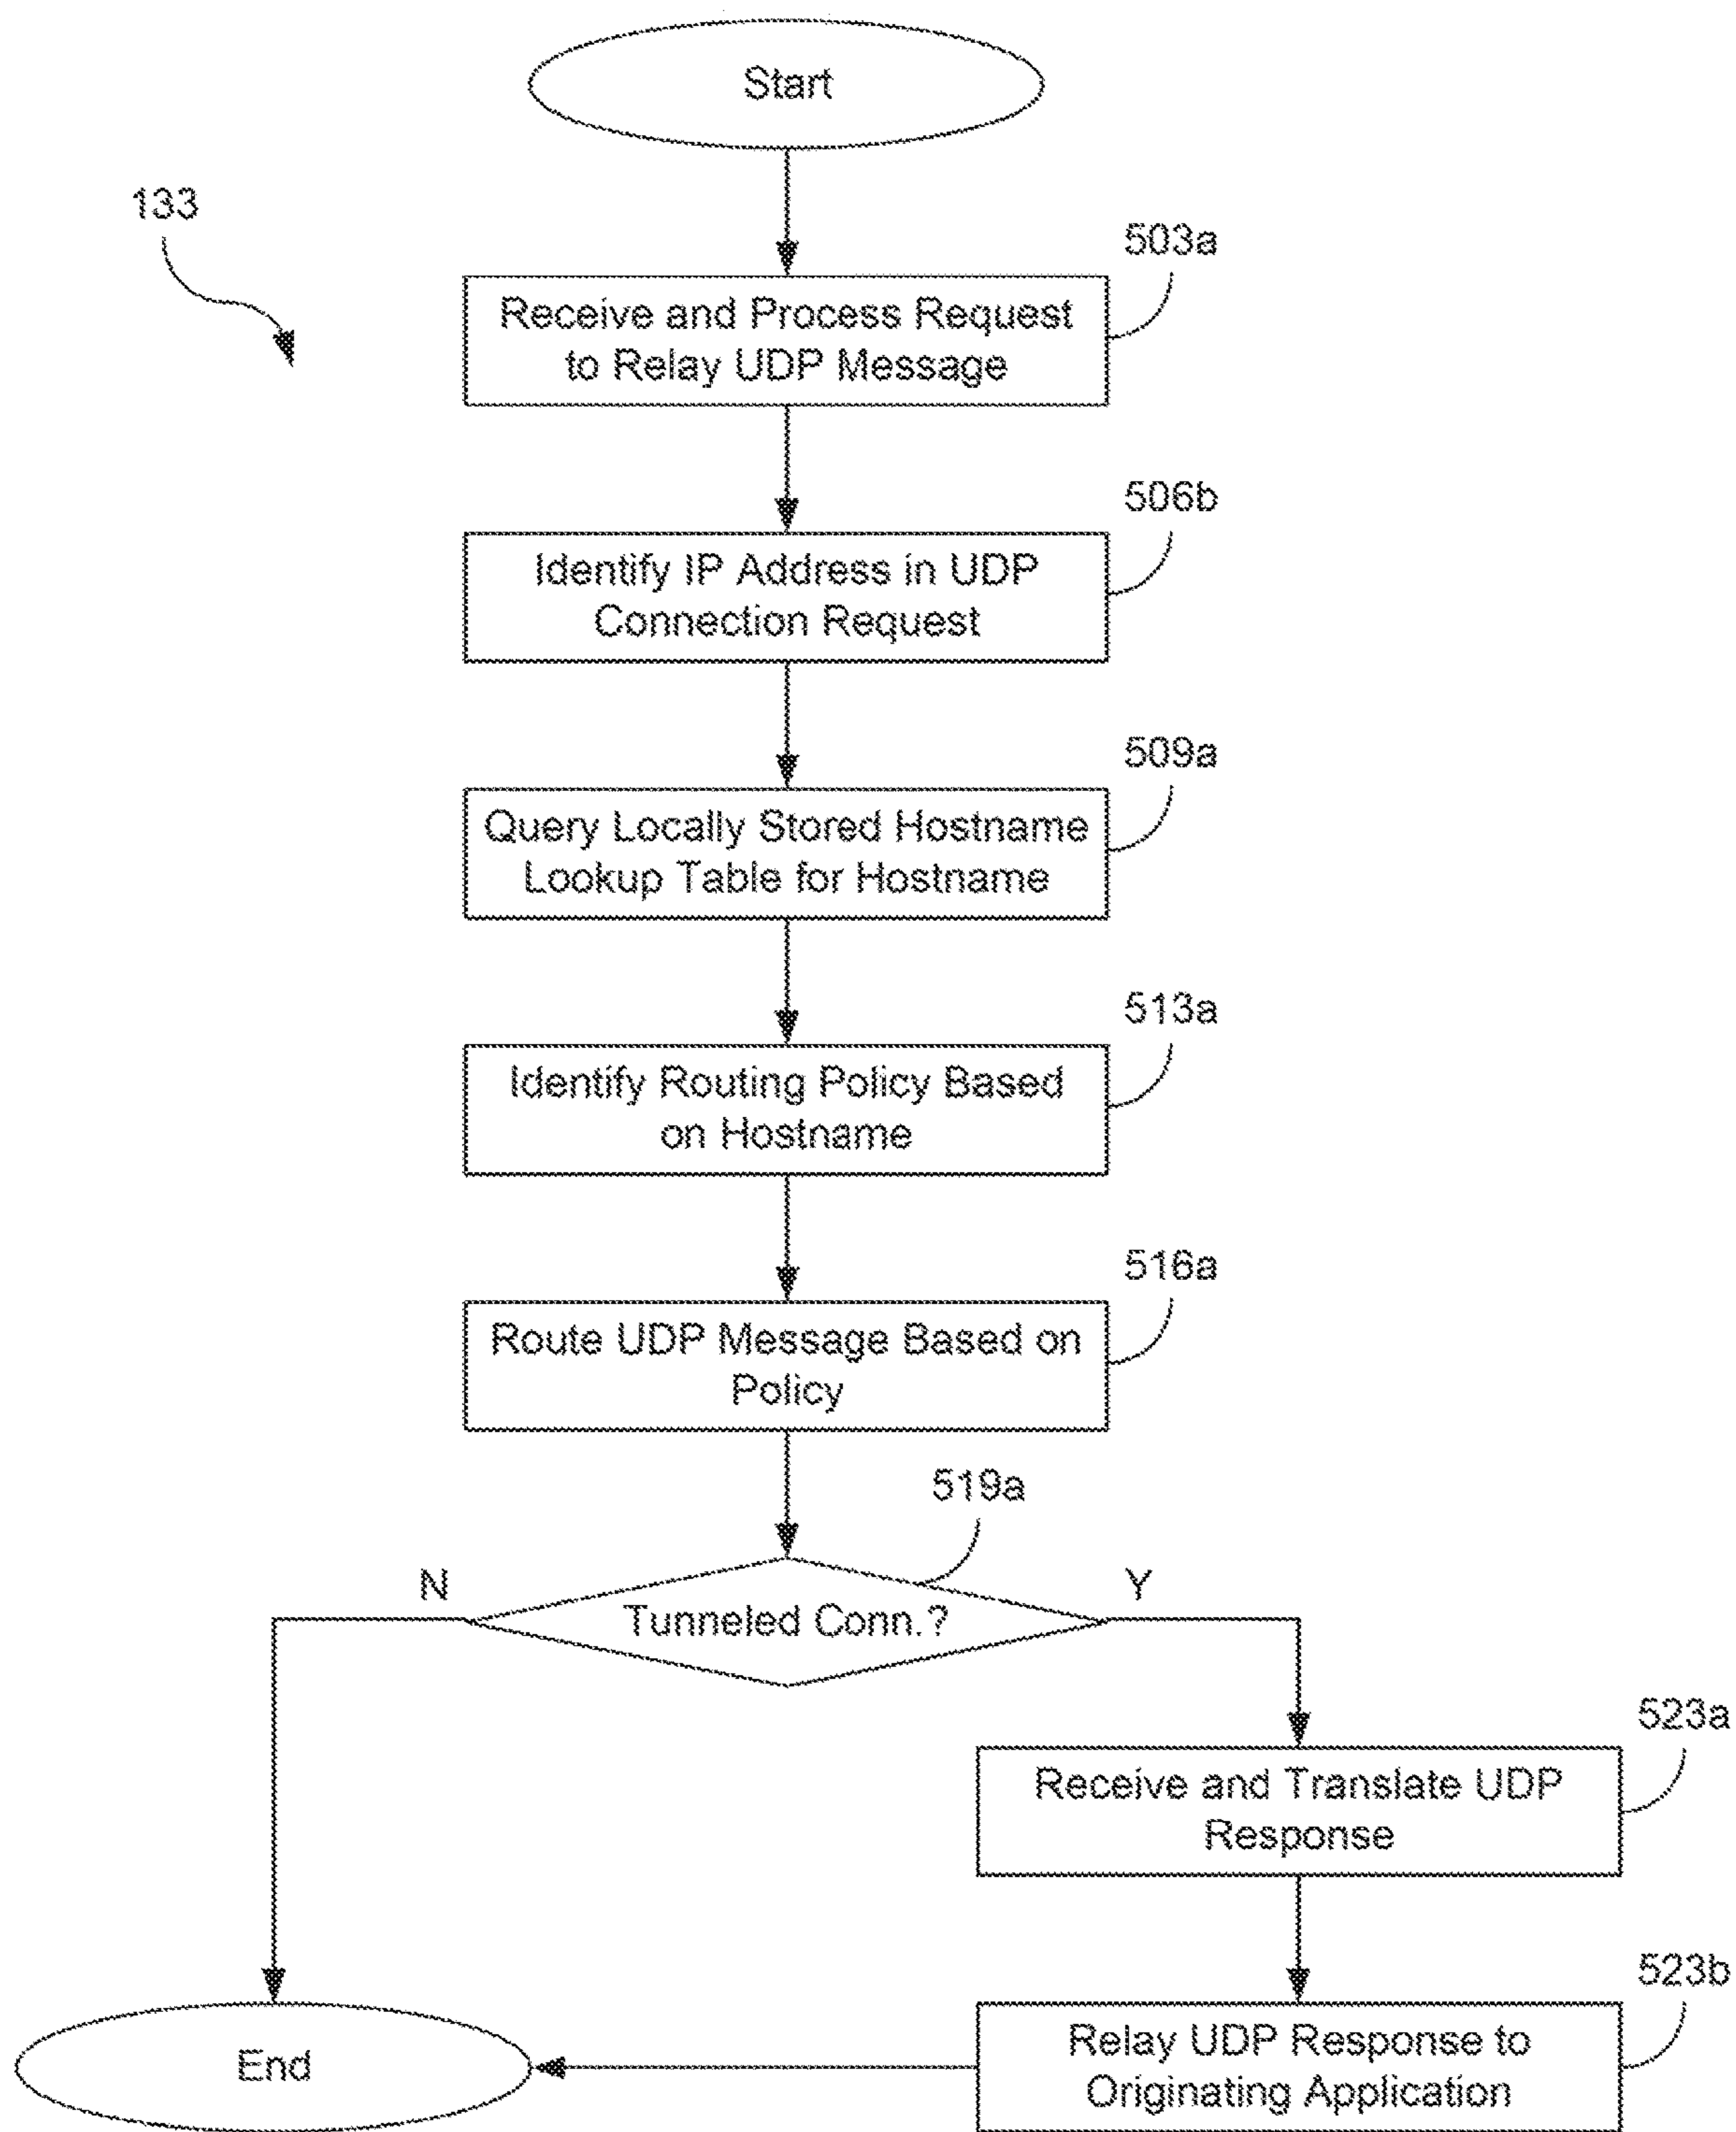 Start
133
503a
Receive and Process Request
to Relay UDP Message
506b
Identify IP Address in UDP
Connection Request
509a
Query Locally Stored Hostname
Lookup Table for Hostname
513a
Identify Routing Policy Based
on Hostname
516a
Route UDP Message Based on
Policy
519a
N
Y
Tunneled Conn.?
523a
Receive and Translate UDP
Response
523b
Relay UDP Response to
Originating Application
End